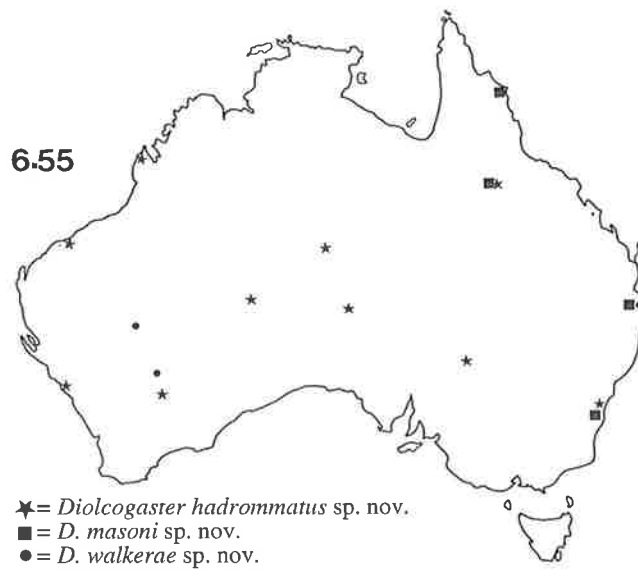 6.55
★= Diolcogaster hadrommatus sp. nov.
■ = D. masoni sp. nov.
● = D. walkerae sp. nov.